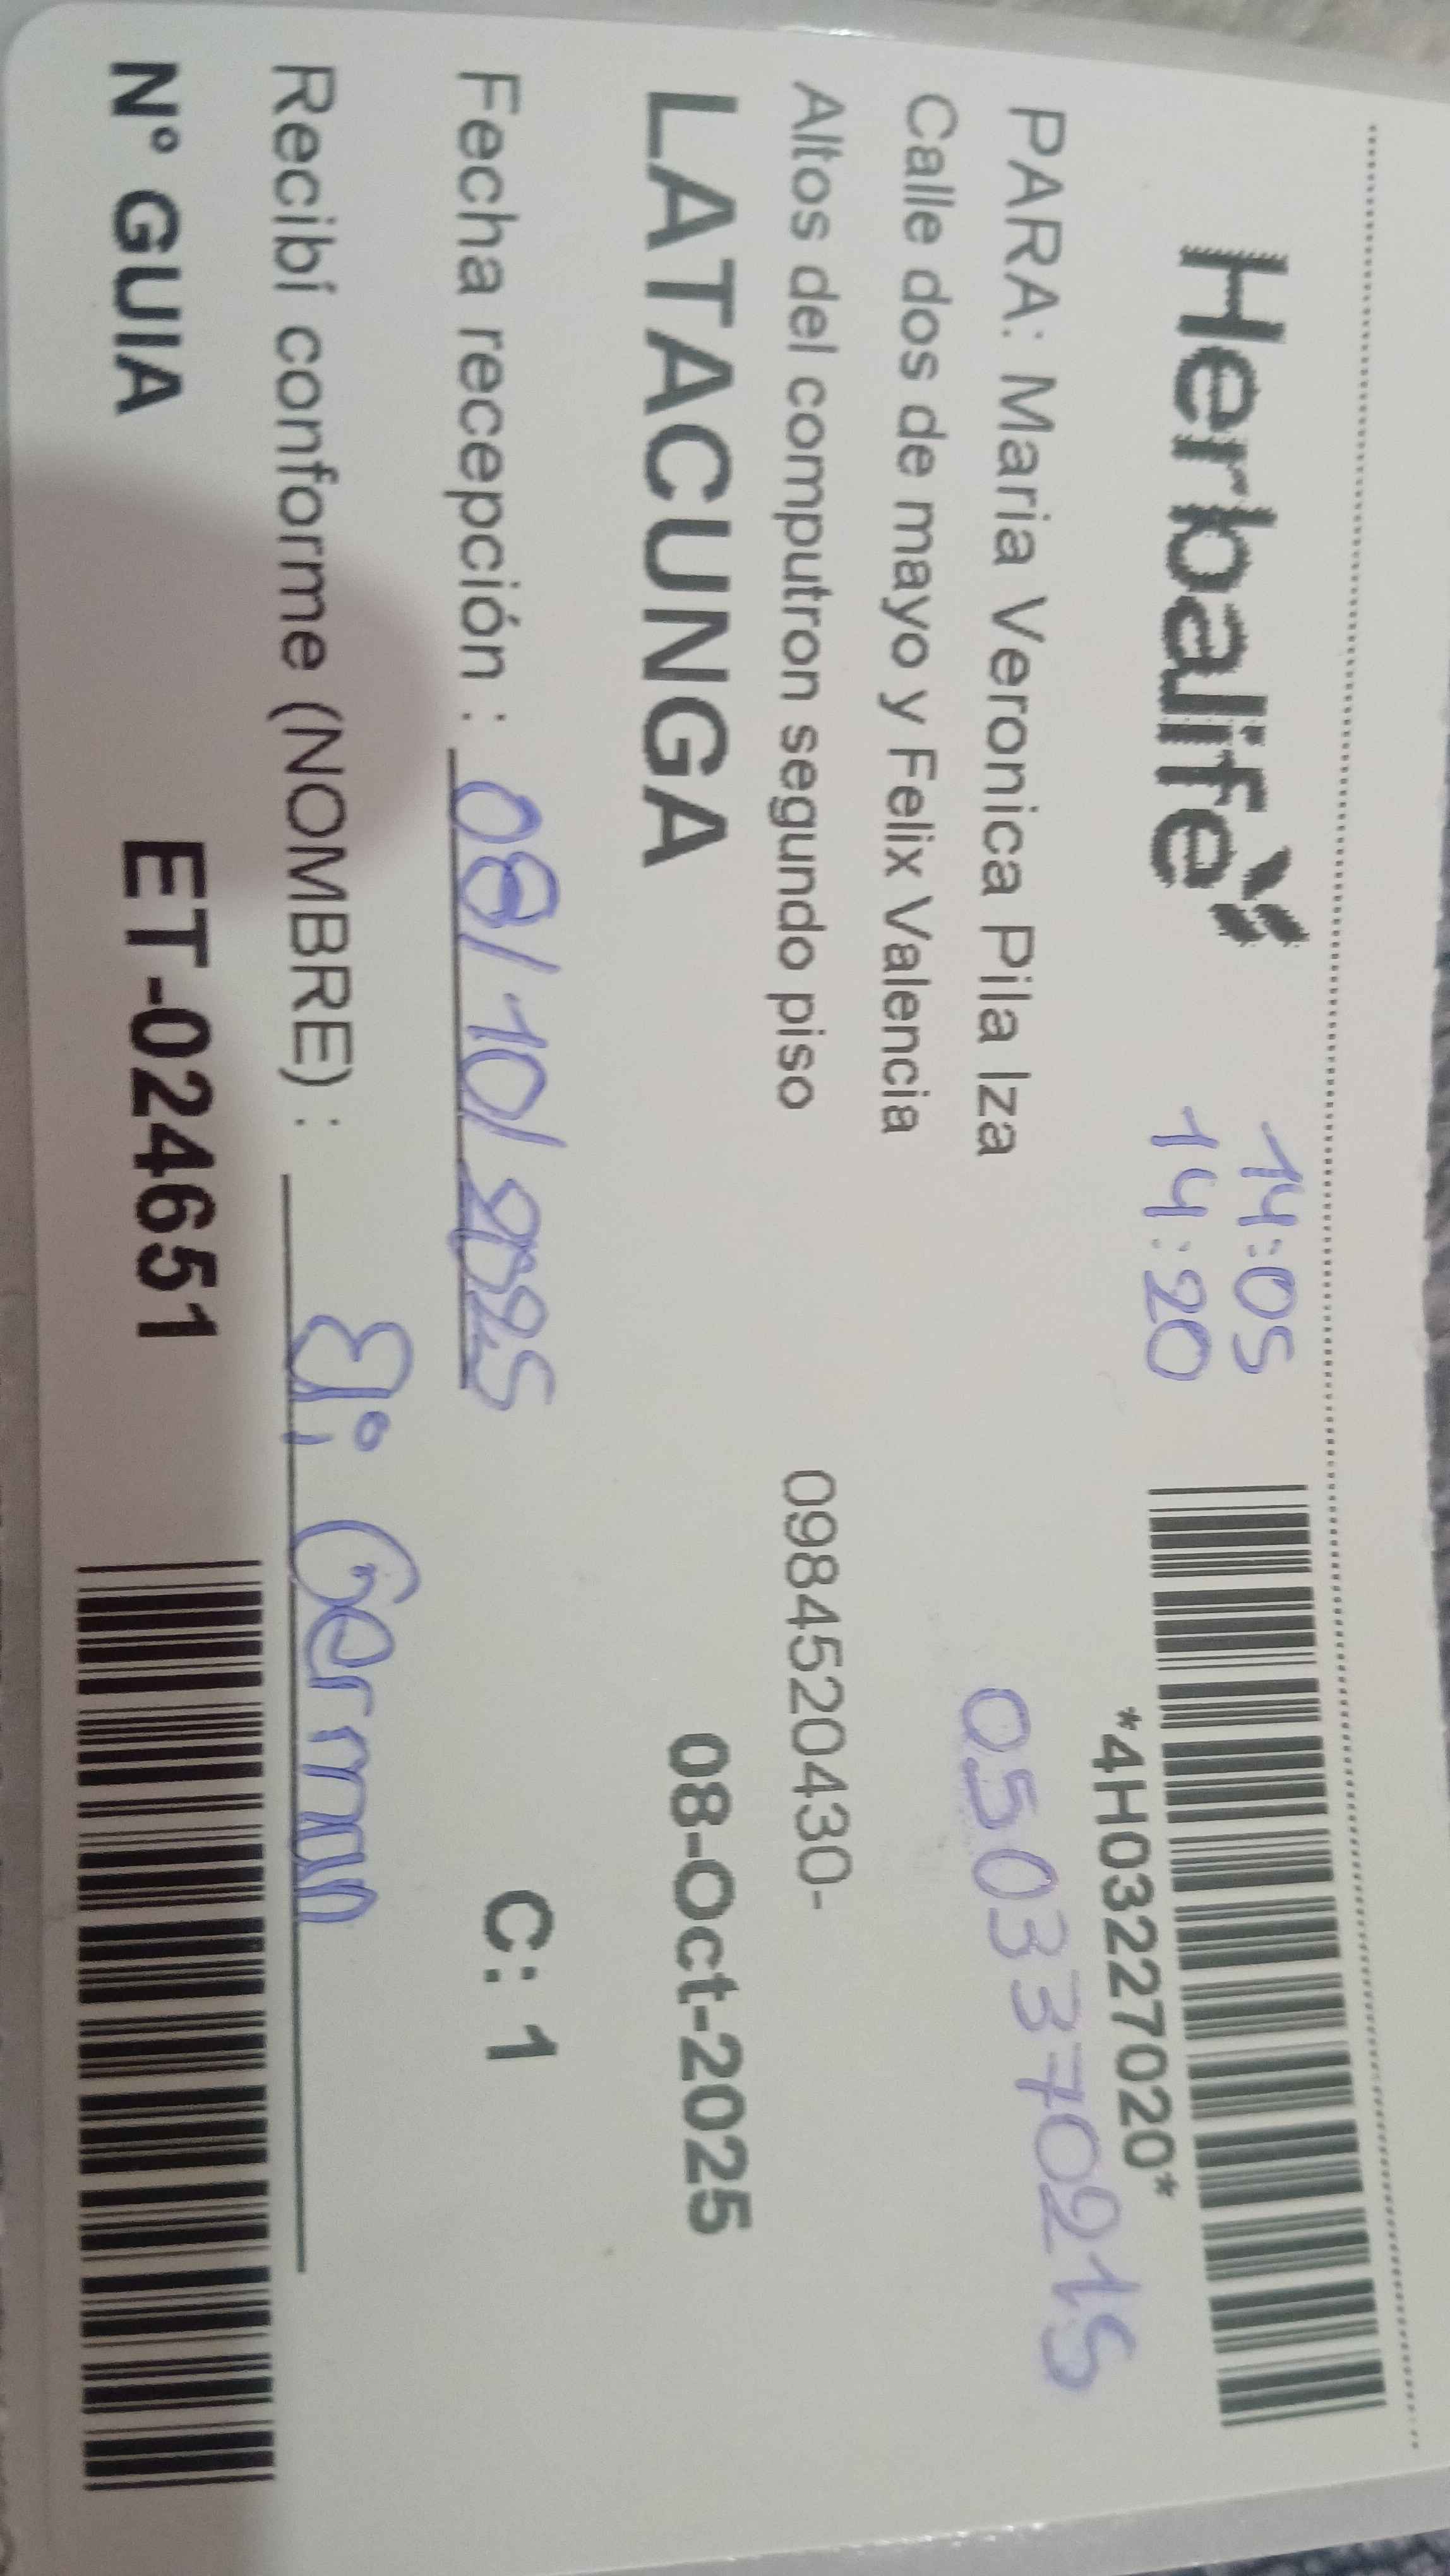 Herbalife
14:05
14:20
*4H03227020*
PARA: Maria Veronica Pila Iza
0503370215
Calle dos de mayo y Felix Valencia
Altos del computron segundo piso 0984520430-
LATACUNGA 08-Oct-2025
Fecha recepción : 08/10/2025 C: 1
Recibí conforme (NOMBRE) : German
N° GUIA ET-024651